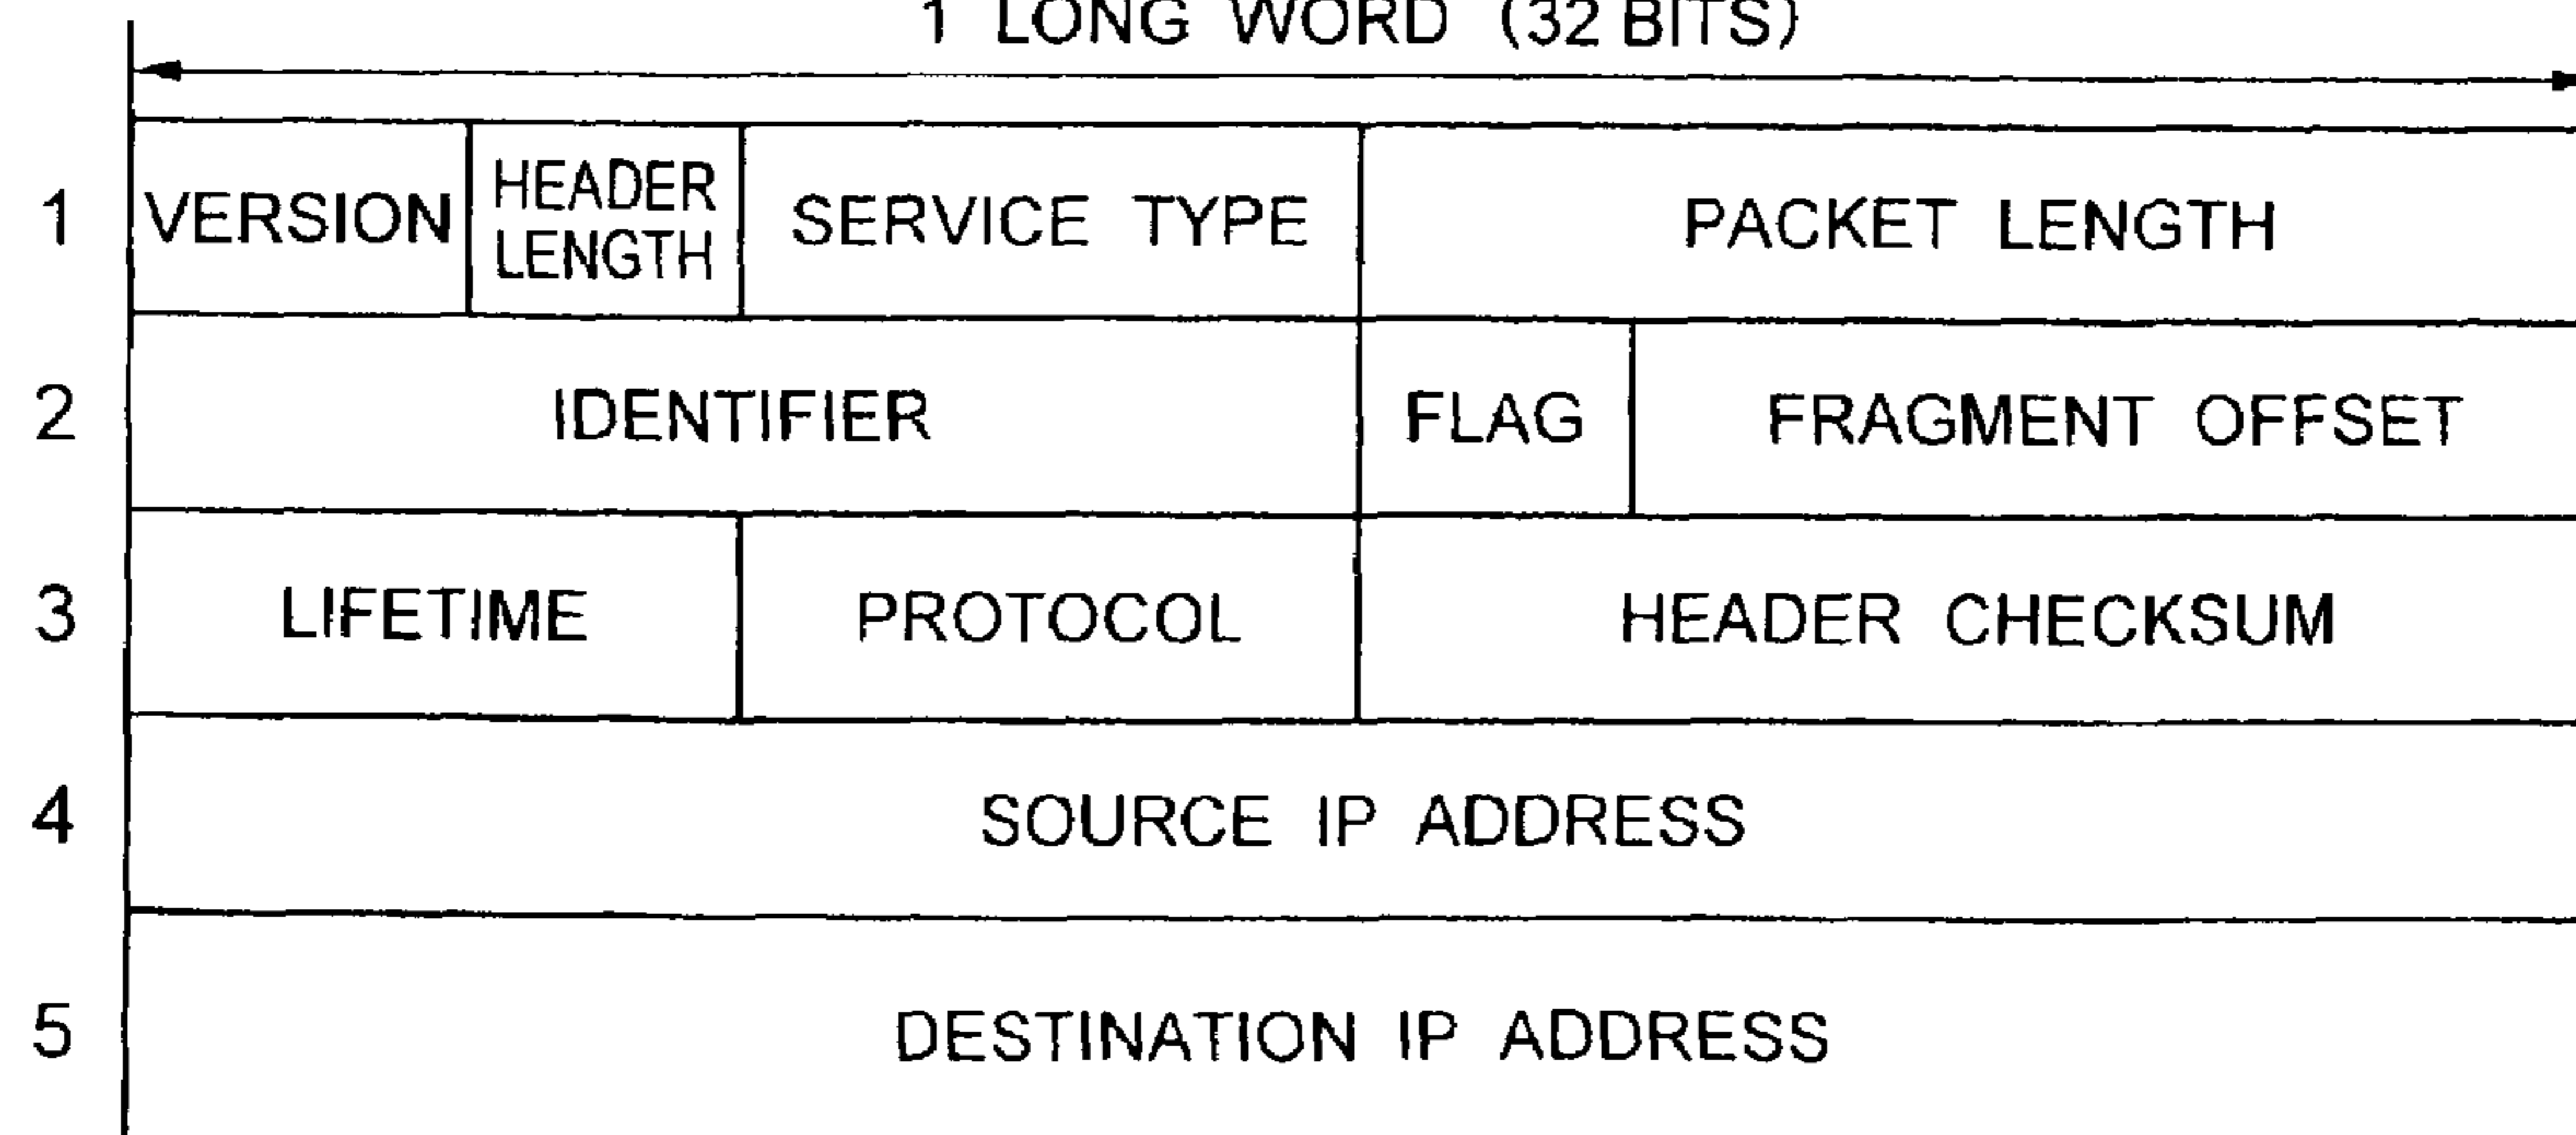 1 LONG WORD (32 BITS)
1 VERSION HEADER LENGTH SERVICE TYPE PACKET LENGTH
2 IDENTIFIER FLAG FRAGMENT OFFSET
3 LIFETIME PROTOCOL HEADER CHECKSUM
4 SOURCE IP ADDRESS
5 DESTINATION IP ADDRESS